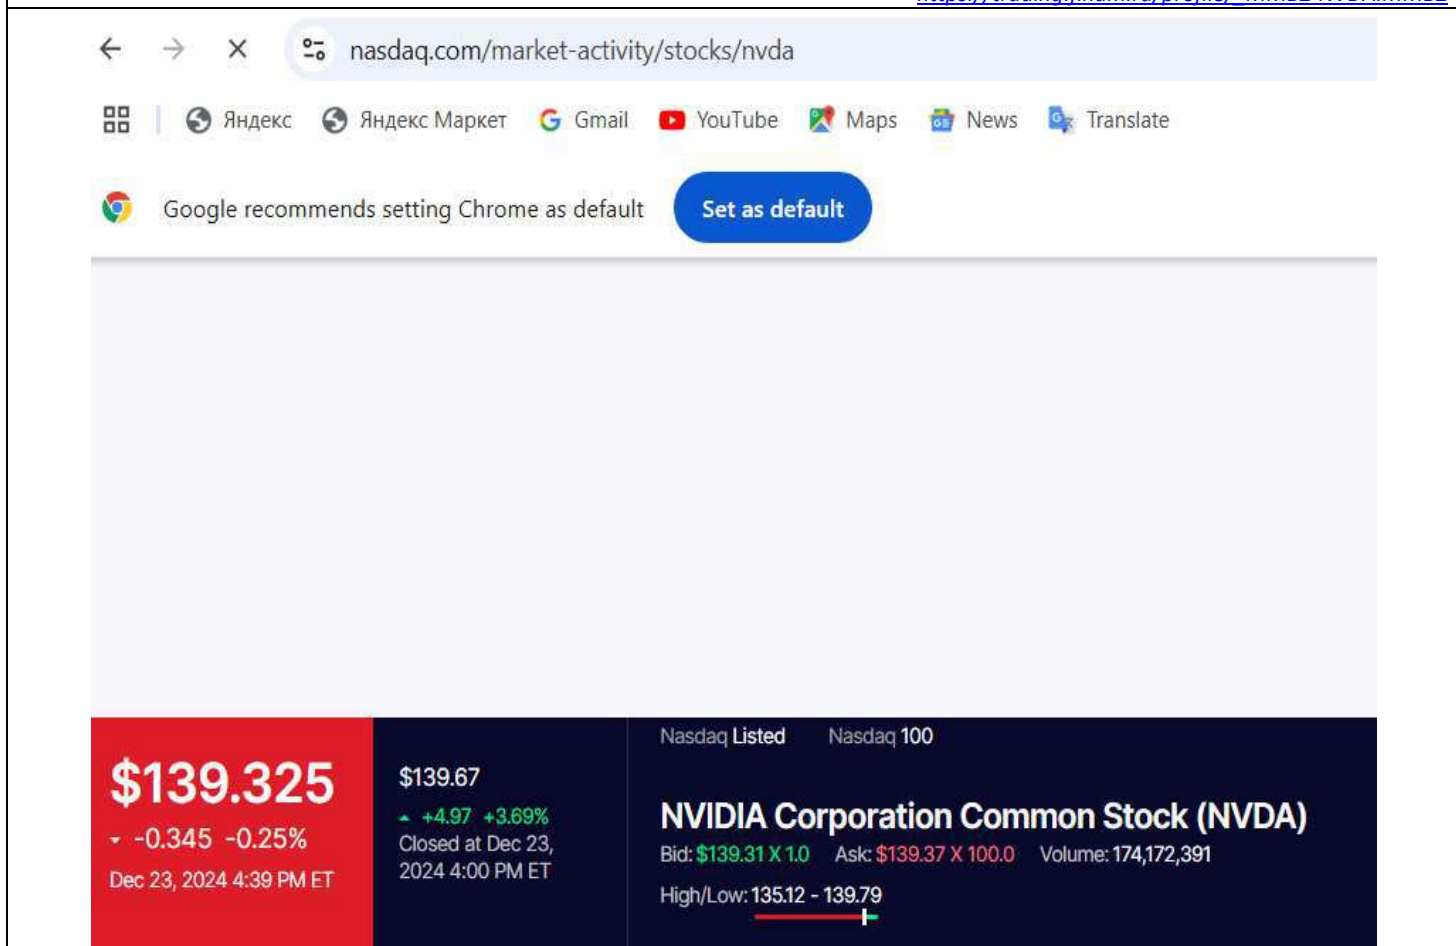 nasdaq.com/market-activity/stocks/nvda
Яндекс Яндекс Маркет Gmail YouTube Maps News Translate
Google recommends setting Chrome as default Set as default
Nasdaq Listed Nasdaq 100
$139.325
-0.345 -0.25%
Dec 23, 2024 4:39 PM ET
$139.67
+4.97 +3.69%
Closed at Dec 23,
2024 4:00 PM ET
NVIDIA Corporation Common Stock (NVDA)
Bid: $139.31 X 1.0 Ask: $139.37 X 100.0 Volume: 174,172,391
High/Low: 135.12 - 139.79